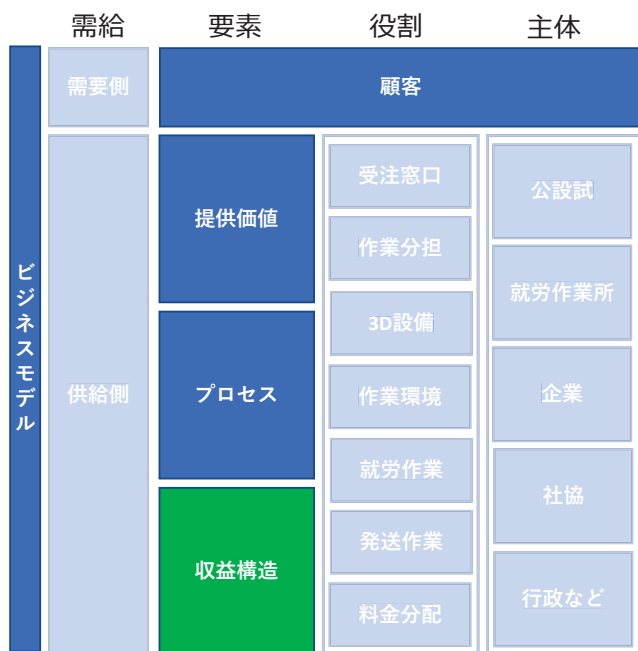 需給 要素 役割 主体
ビジネスモデル
需要側
顧客
供給側
提供価値
プロセス
収益構造
受注窓口
作業分担
3D設備
作業環境
就労作業
発送作業
料金分配
公設試
就労作業所
企業
社協
行政など